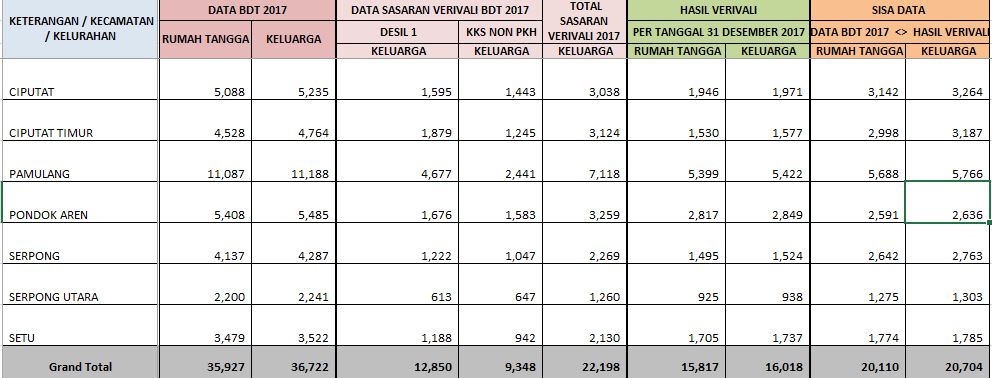 KETERANGAN / KECAMATAN / KELURAHAN | DATA BDT 2017 | DATA SASARAN VERIVALI BDT 2017 | TOTAL SASARAN VERIVALI 2017 | HASIL VERIVALI | SISA DATA
RUMAH TANGGA | KELUARGA | DESIL 1 | KKS NON PKH | PER TANGGAL 31 DESEMBER 2017 | DATA BDT 2017 <> HASIL VERIVALI
KELUARGA | KELUARGA | KELUARGA | RUMAH TANGGA | KELUARGA | RUMAH TANGGA | KELUARGA
CIPUTAT | 5,088 | 5,235 | 1,595 | 1,443 | 3,038 | 1,946 | 1,971 | 3,142 | 3,264
CIPUTAT TIMUR | 4,528 | 4,764 | 1,879 | 1,245 | 3,124 | 1,530 | 1,577 | 2,998 | 3,187
PAMULANG | 11,087 | 11,188 | 4,677 | 2,441 | 7,118 | 5,399 | 5,422 | 5,688 | 5,766
PONDOK AREN | 5,408 | 5,485 | 1,676 | 1,583 | 3,259 | 2,817 | 2,849 | 2,591 | 2,636
SERPONG | 4,137 | 4,287 | 1,222 | 1,047 | 2,269 | 1,495 | 1,524 | 2,642 | 2,763
SERPONG UTARA | 2,200 | 2,241 | 613 | 647 | 1,260 | 925 | 938 | 1,275 | 1,303
SETU | 3,479 | 3,522 | 1,188 | 942 | 2,130 | 1,705 | 1,737 | 1,774 | 1,785
Grand Total | 35,927 | 36,722 | 12,850 | 9,348 | 22,198 | 15,817 | 16,018 | 20,110 | 20,704